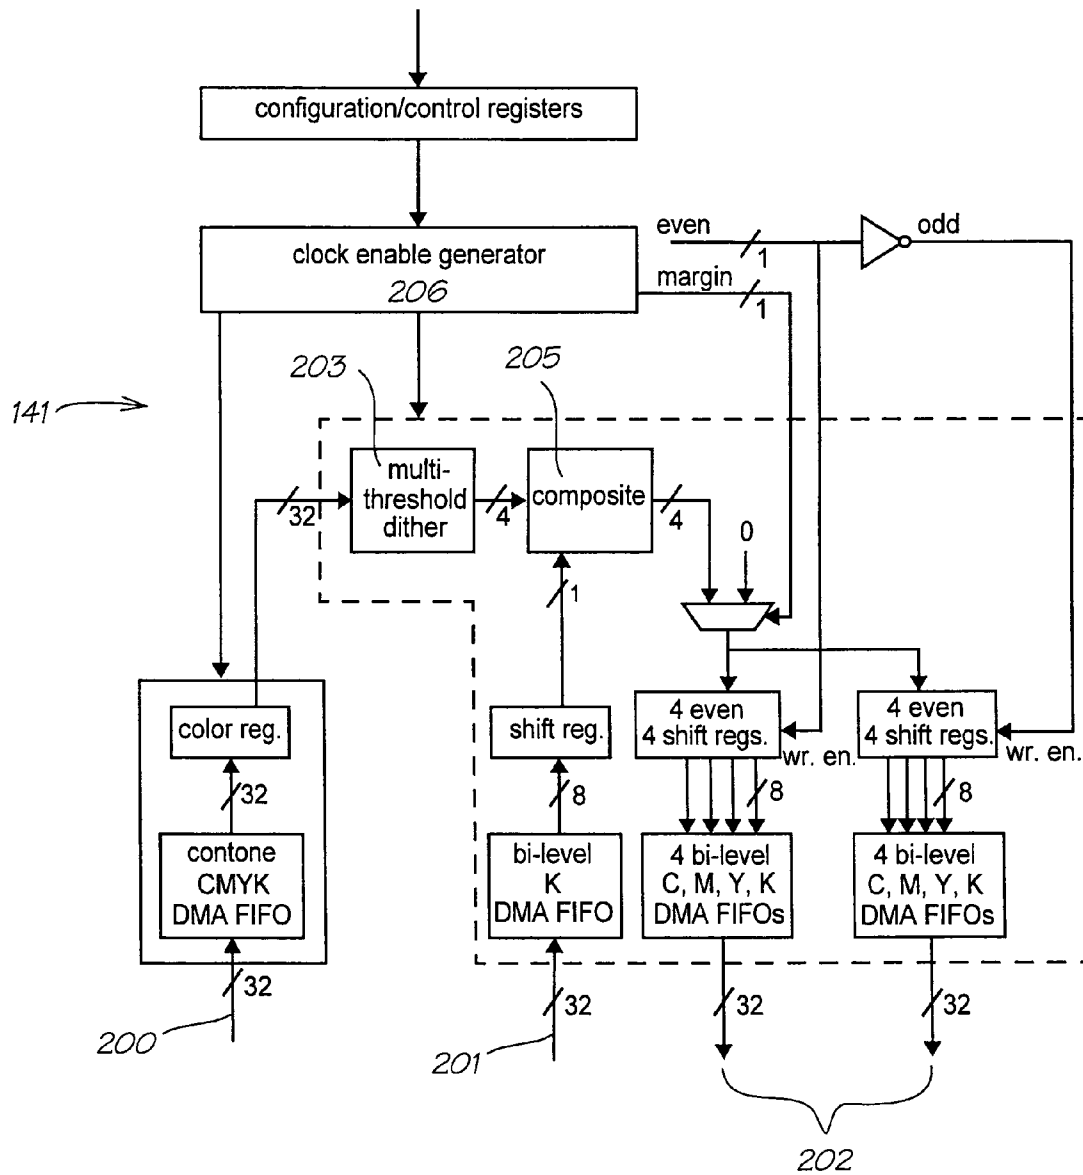 configuration/control registers
clock enable generator
206
even
1
odd
margin
1
203
205
141
multi-
threshold
dither
32
4
composite
4
0
1
color reg.
shift reg.
4 even
4 shift regs.
wr. en.
4 even
4 shift regs.
wr. en.
32
8
8
8
contone
CMYK
DMA FIFO
bi-level
K
DMA FIFO
4 bi-level
C, M, Y, K
DMA FIFOs
4 bi-level
C, M, Y, K
DMA FIFOs
32
32
32
32
200
201
202